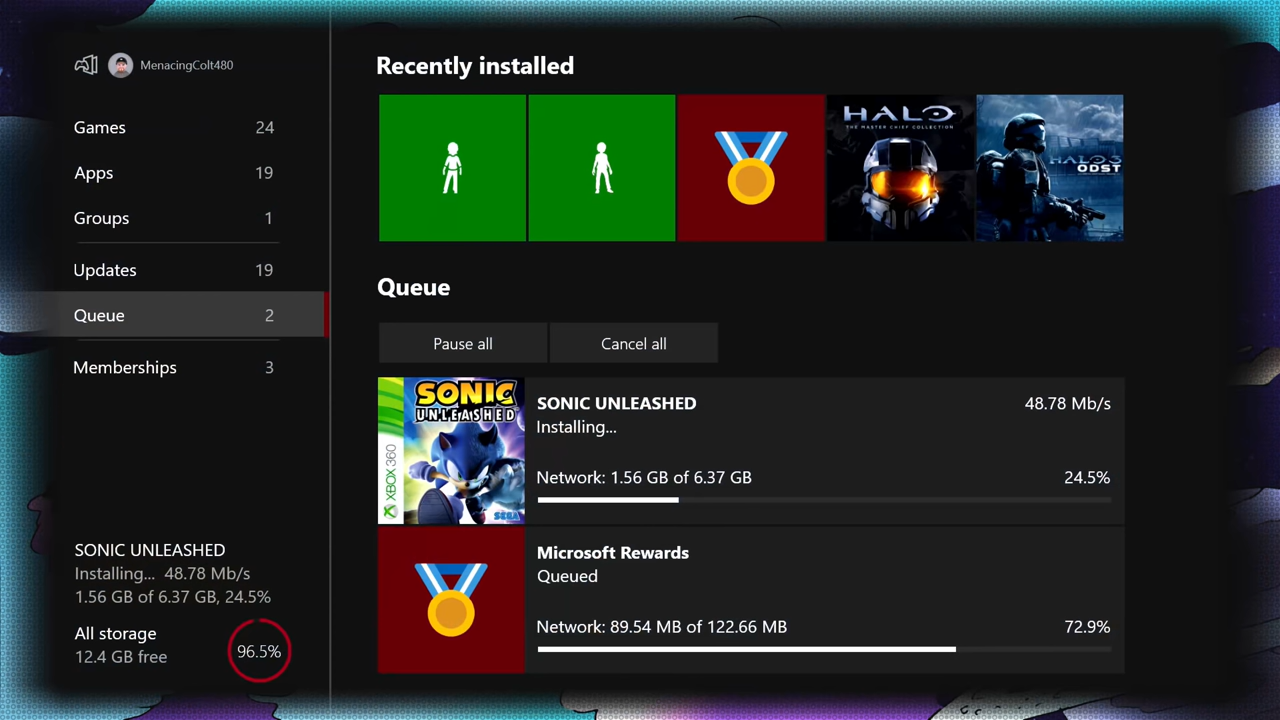 MenacingColt480
Games 24
Apps 19
Groups 1
Updates 19
Queue 2
Memberships 3
SONIC UNLEASHED
Installing... 48.78 Mb/s
1.56 GB of 6.37 GB, 24.5%
All storage
12.4 GB free
96.5%
Recently installed
HALO
THE MASTER CHIEF COLLECTION
HALO 3
ODST
Queue
Pause all Cancel all
SONIC
UNLEASHED
XBOX 360
SEGA
SONIC UNLEASHED 48.78 Mb/s
Installing...
Network: 1.56 GB of 6.37 GB 24.5%
Microsoft Rewards
Queued
Network: 89.54 MB of 122.66 MB 72.9%